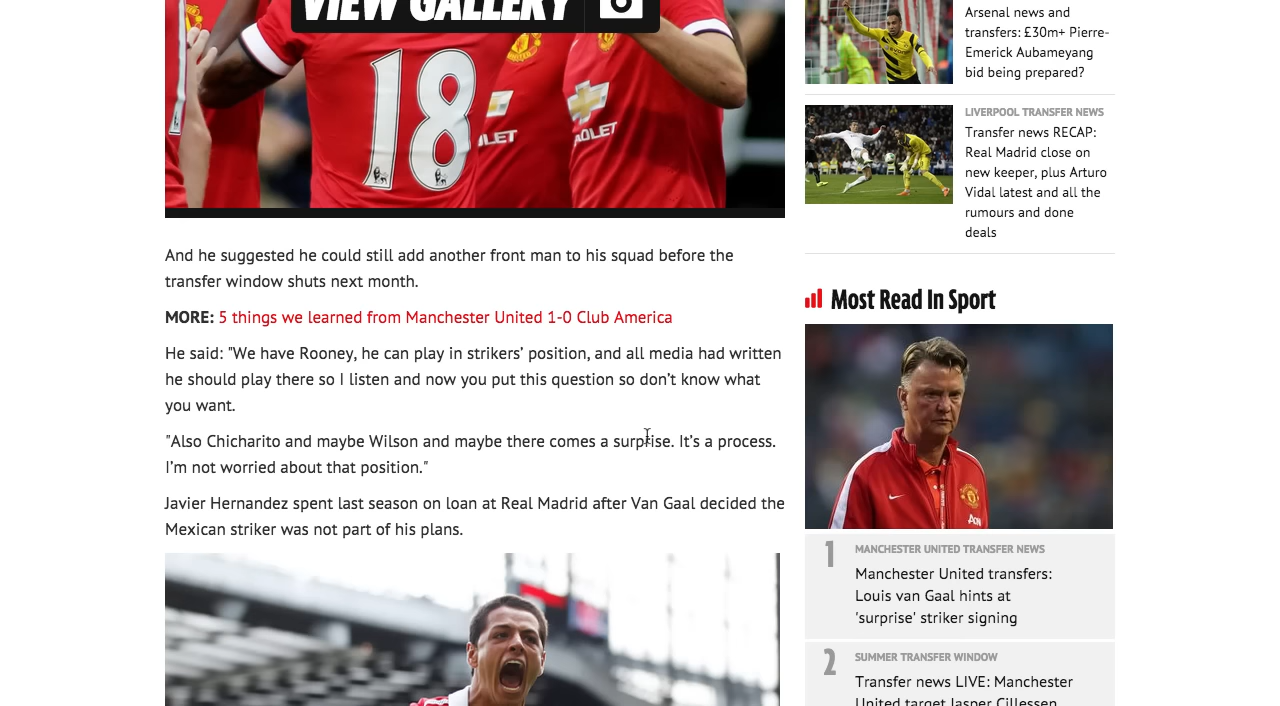 VIEW GALLERY
18
LET
ROLET
And he suggested he could still add another front man to his squad before the
transfer window shuts next month.
MORE: 5 things we learned from Manchester United 1-0 Club America
He said: "We have Rooney, he can play in strikers' position, and all media had written
he should play there so I listen and now you put this question so don't know what
you want.
"Also Chicharito and maybe Wilson and maybe there comes a surprise. It's a process.
I'm not worried about that position."
Javier Hernandez spent last season on loan at Real Madrid after Van Gaal decided the
Mexican striker was not part of his plans.
Arsenal news and
transfers: £30m+ Pierre-
Emerick Aubameyang
bid being prepared?
LIVERPOOL TRANSFER NEWS
Transfer news RECAP:
Real Madrid close on
new keeper, plus Arturo
Vidal latest and all the
rumours and done
deals
Most Read In Sport
AON
1
MANCHESTER UNITED TRANSFER NEWS
Manchester United transfers:
Louis van Gaal hints at
'surprise' striker signing
2
SUMMER TRANSFER WINDOW
Transfer news LIVE: Manchester
United target Jasper Cillessen